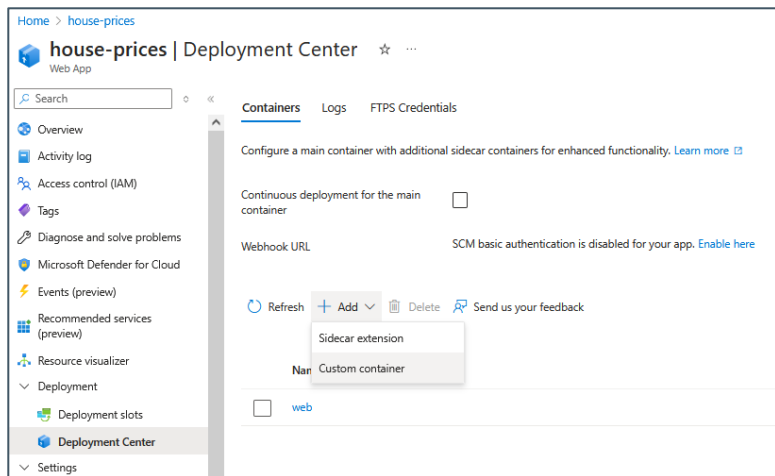 Home > house-prices
house-prices | Deployment Center
Web App
Search
Overview
Activity log
Access control (IAM)
Tags
Diagnose and solve problems
Microsoft Defender for Cloud
Events (preview)
Recommended services
(preview)
Resource visualizer
Deployment
Deployment slots
Deployment Center
Settings
Containers Logs FTPS Credentials
Configure a main container with additional sidecar containers for enhanced functionality. Learn more
Continuous deployment for the main
container
Webhook URL SCM basic authentication is disabled for your app. Enable here
Refresh Add Delete Send us your feedback
Sidecar extension
Custom container
web